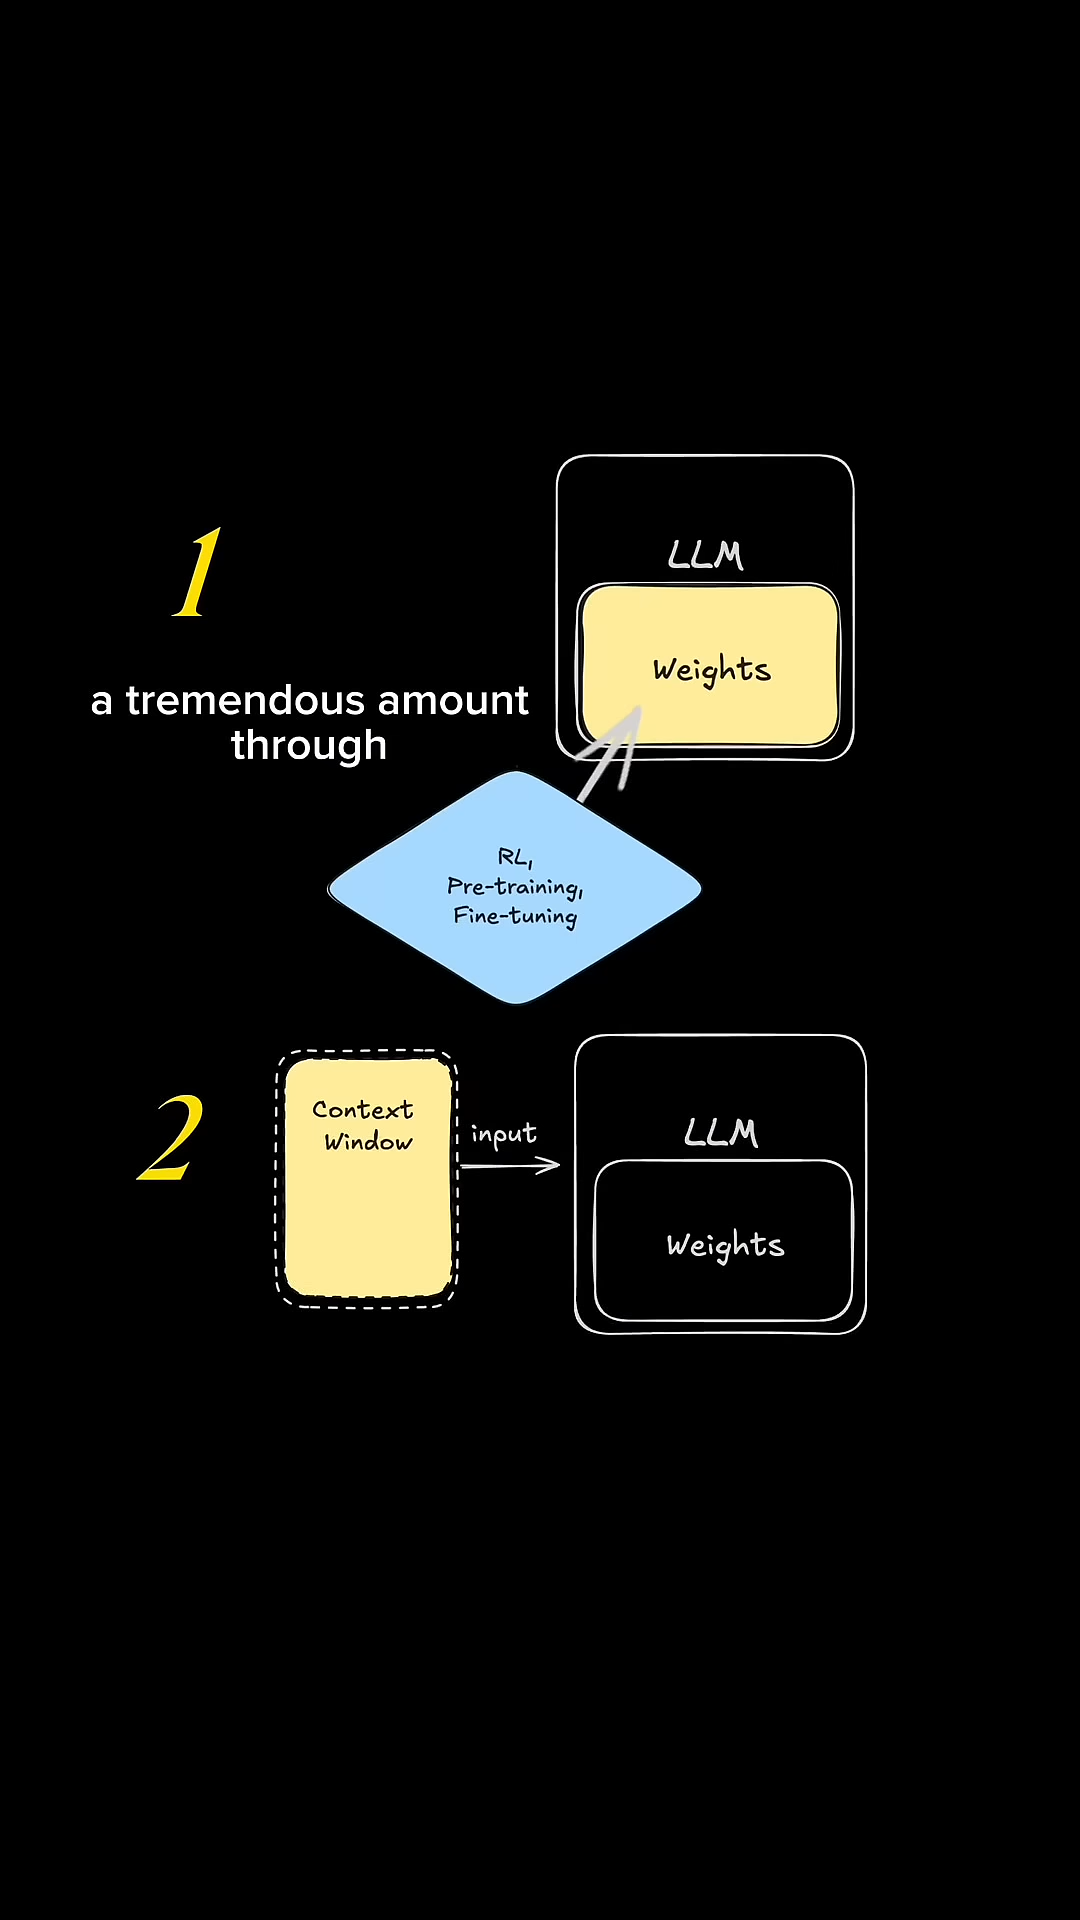 1
LLM
Weights
a tremendous amount
through
RL,
Pre-training,
Fine-tuning
2
Context
Window
input
LLM
Weights